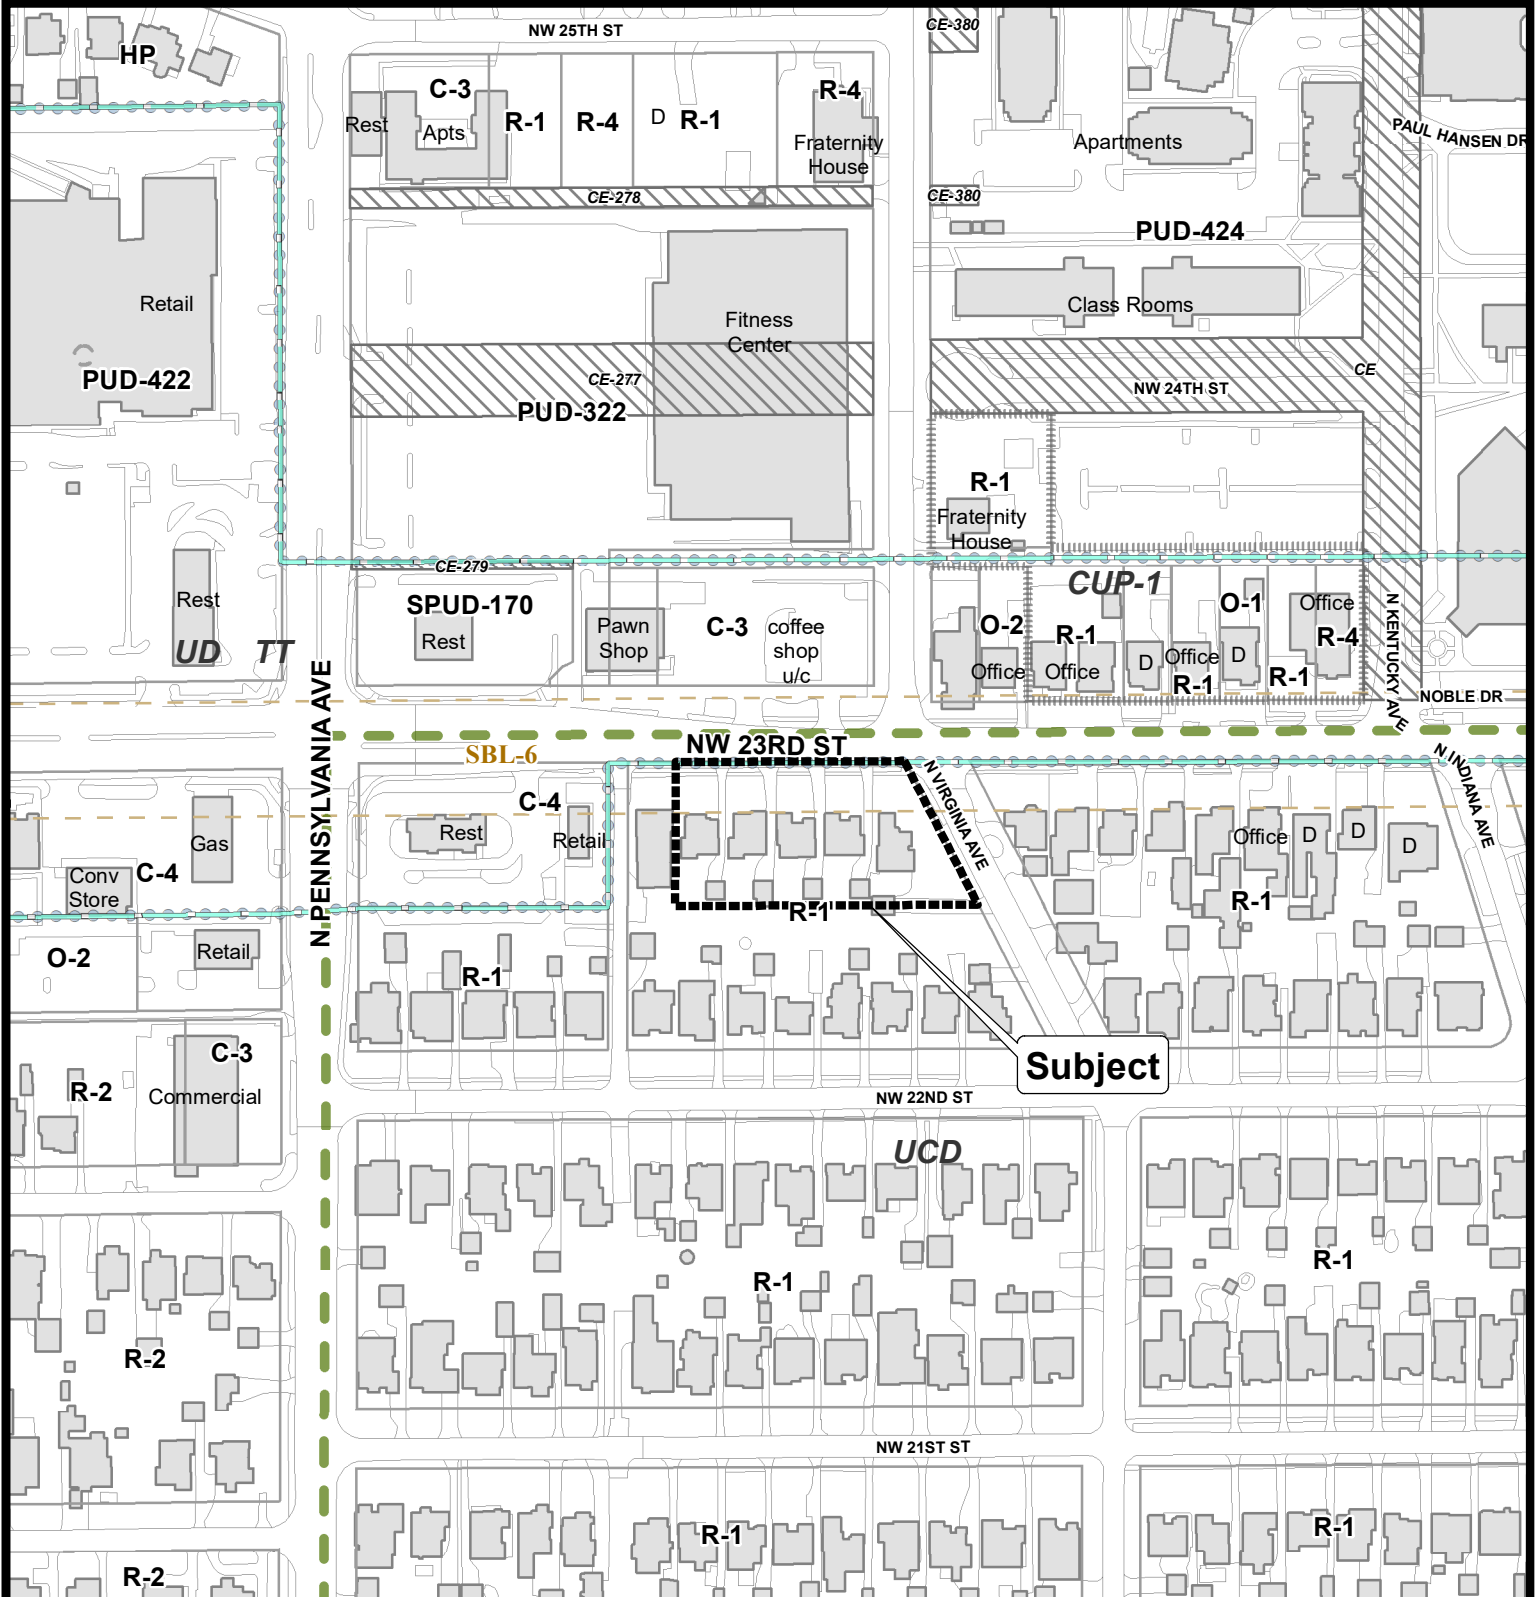 NW 25TH ST
CE-380
HP
C-3
R-4
Rest
Apts
R-1
R-4
D
R-1
Fraternity
House
Apartments
PAUL HANSEN DR
CE-278
CE-380
PUD-424
Retail
Class Rooms
Fitness
Center
PUD-422
CE-277
PUD-322
CE
NW 24TH ST
R-1
Fraternity
House
CE-279
CUP-1
Rest
SPUD-170
Rest
Pawn
Shop
C-3
coffee
shop
u/c
O-2
Office
R-1
Office
D
Office
R-1
O-1
D
R-1
Office
R-4
N KENTUCKY AVE
UD
TT
NOBLE DR
N PENNSYLVANIA AVE
SBL-6
NW 23RD ST
N VIRGINIA AVE
N INDIANA AVE
C-4
Rest
Retail
Gas
Conv
Store
C-4
Office
D
D
D
R-1
R-1
O-2
Retail
R-1
C-3
R-2
Commercial
Subject
NW 22ND ST
UCD
R-1
R-1
R-2
NW 21ST ST
R-1
R-1
R-2